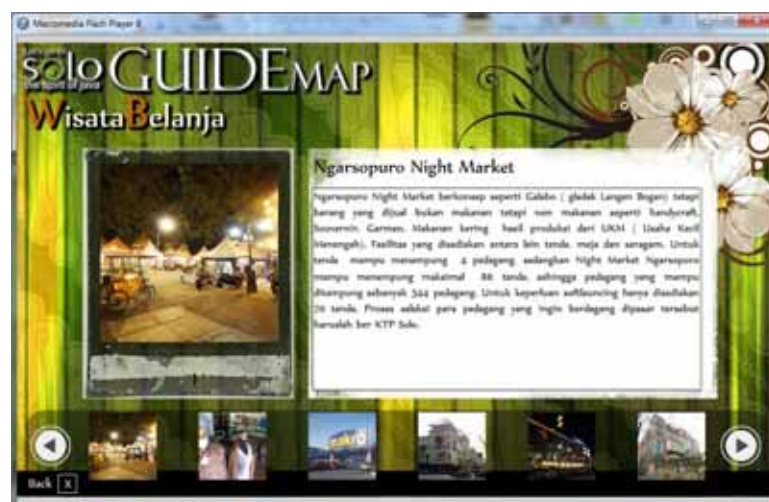 Macromedia Flash Player 8
solo GUIDE MAP
the spirit of java
Wisata Belanja
Ngarsopuro Night Market
Ngarsopuro Night Market berkonsep seperti Galabo ( gladak Langen Bogan) tetapi
barang yang dijual bukan makanan tetapi non makanan seperti handycraft,
Souvernir, Garmen, Makanan kering hasil produksi dari UKM ( Usaha Kecil
Menengah). Fasilitas yang disediakan antara lain tenda, meja dan seragam. Untuk
tenda mampu menampung 4 pedagang, sedangkan Night Market Ngarsopuro
mampu menampung maksimal 86 tenda, sehingga pedagang yang mampu
ditampung sebanyak 344 pedagang. Untuk keperluan softlauncing hanya disediakan
tenda. Proses seleksi para pedagang yang ingin berdagang dipasar tersebut
haruslah ber KTP Solo.
Back X